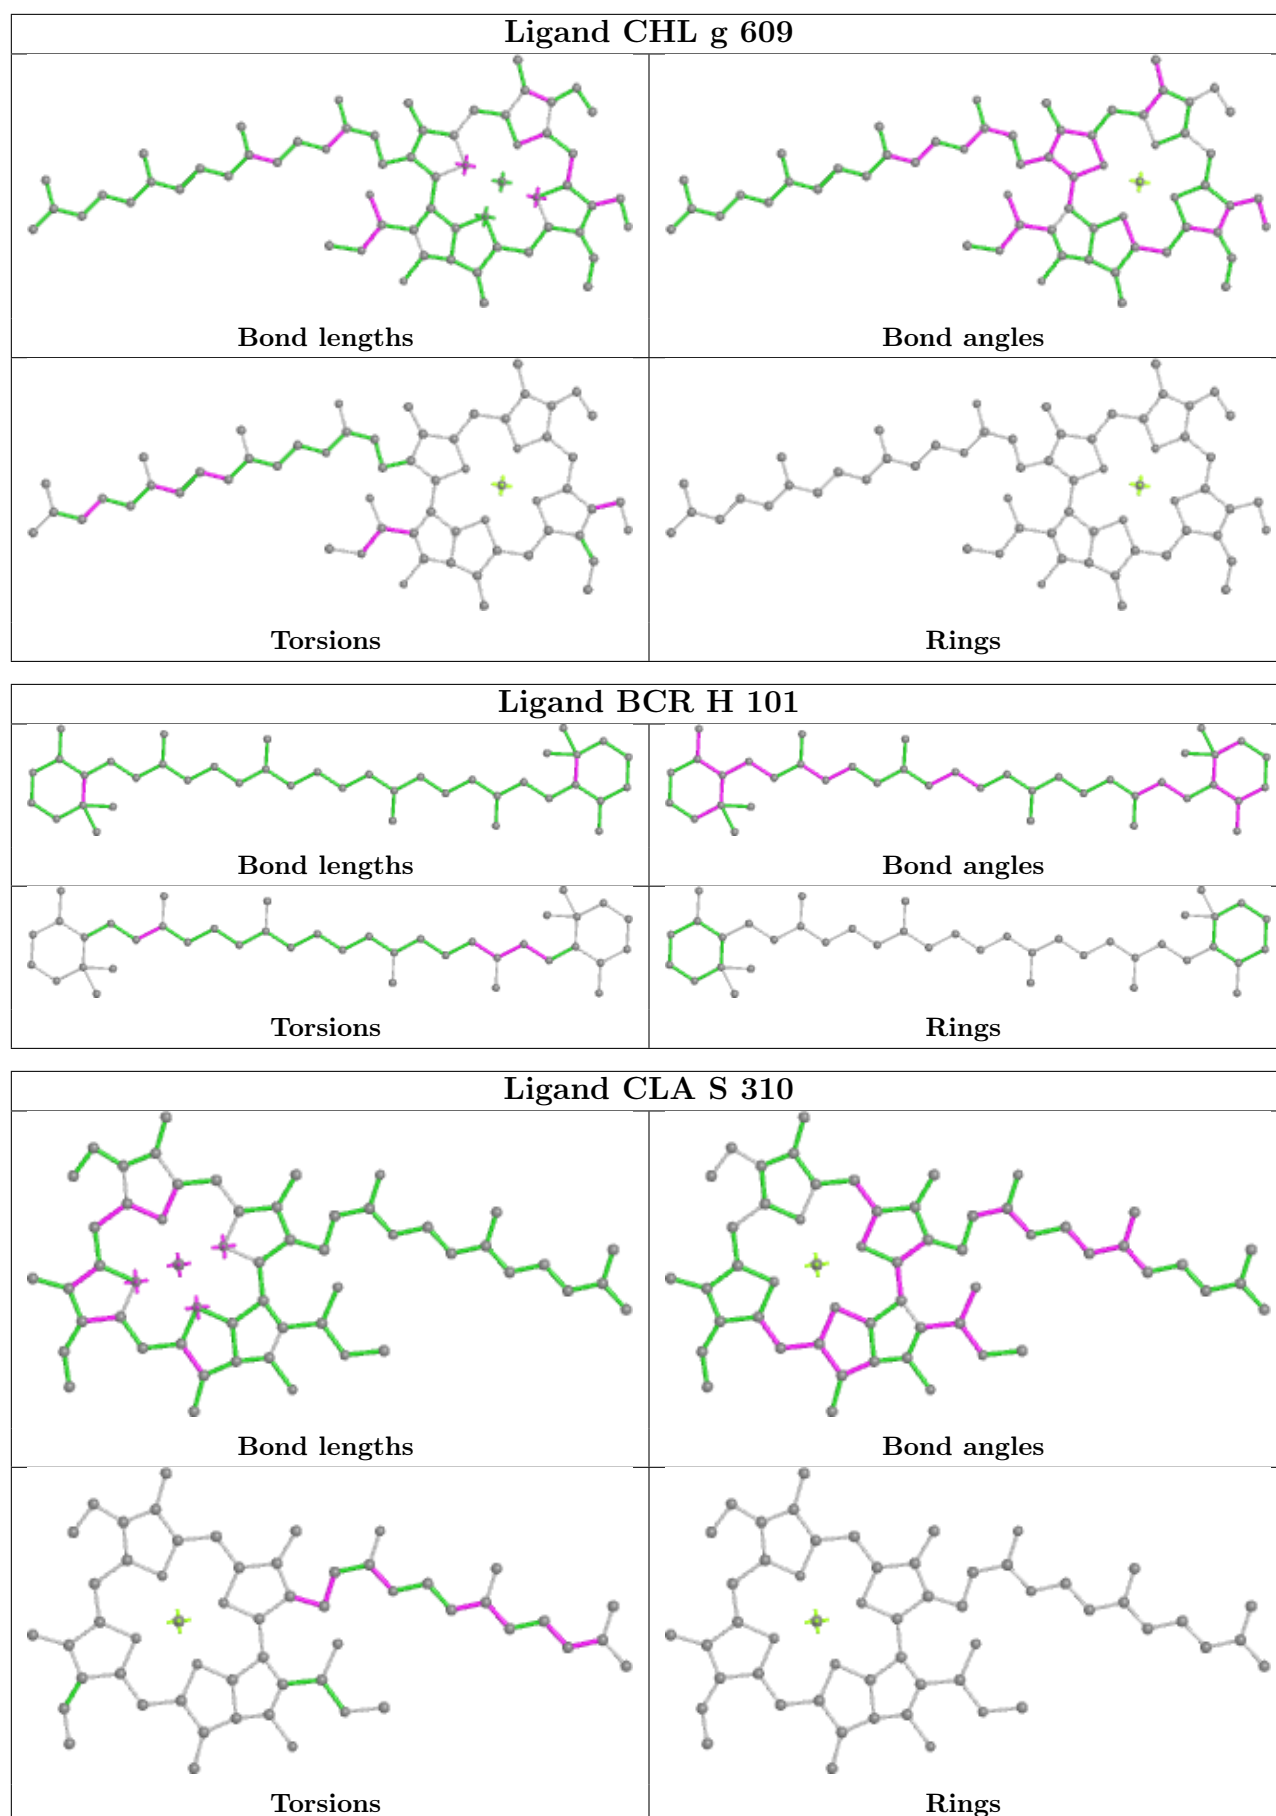 Ligand CHL g 609
Bond lengths
Bond angles
Torsions
Rings
Ligand BCR H 101
Bond lengths
Bond angles
Torsions
Rings
Ligand CLA S 310
Bond lengths
Bond angles
Torsions
Rings